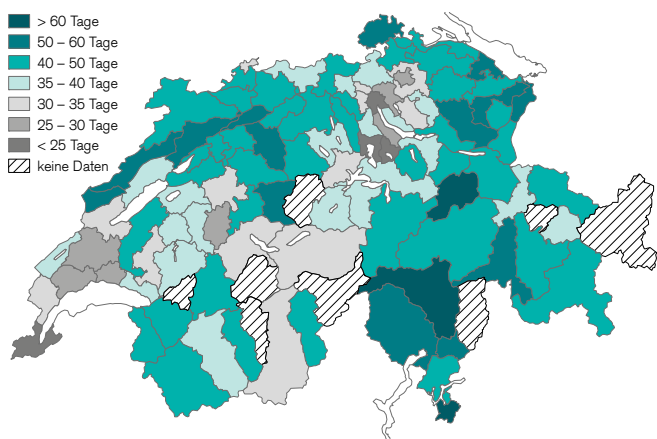 > 60 Tage
50 – 60 Tage
40 – 50 Tage
35 – 40 Tage
30 – 35 Tage
25 – 30 Tage
< 25 Tage
keine Daten